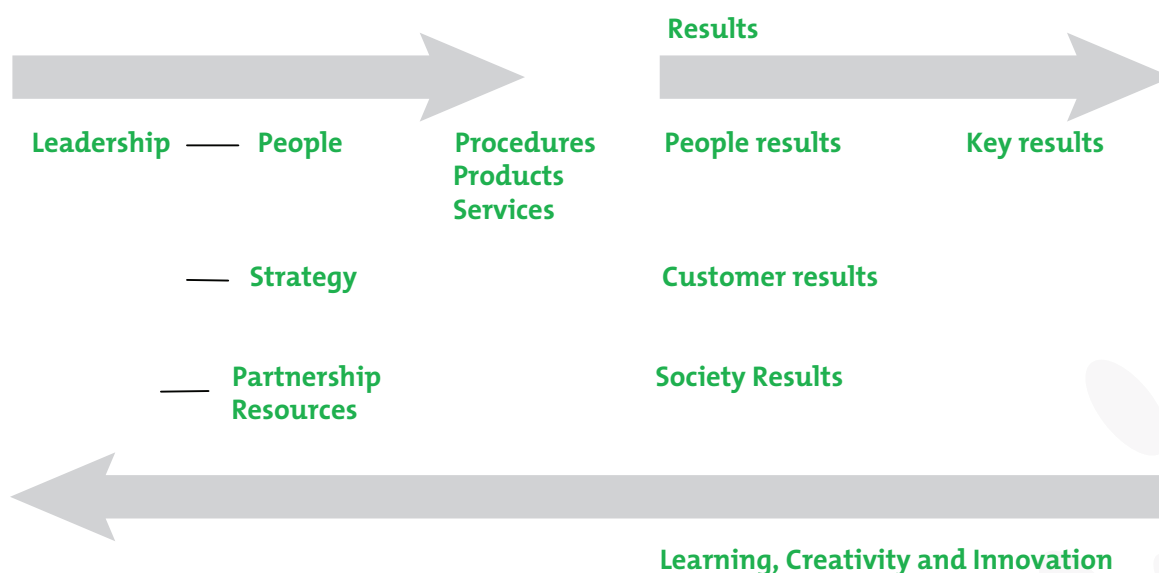 Results
Leadership People Procedures People results Key results
Products
Services
Strategy Customer results
Partnership Society Results
Resources
Learning, Creativity and Innovation